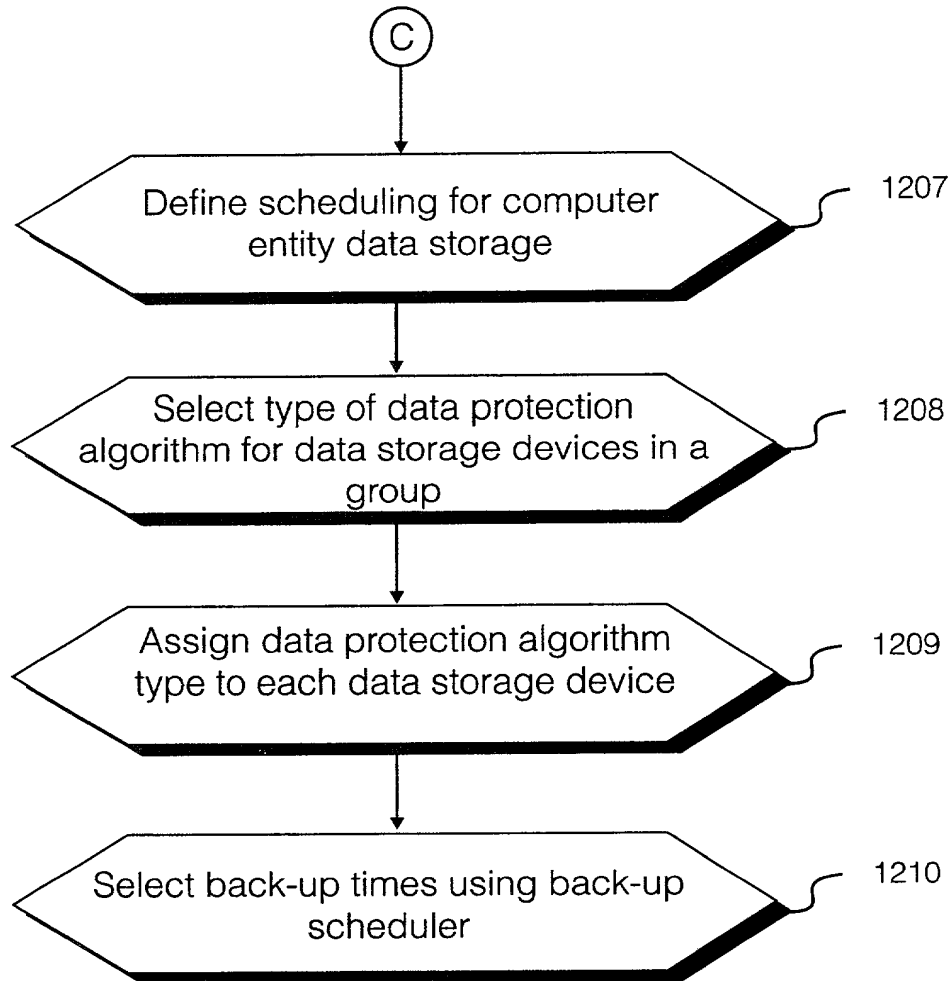 C
Define scheduling for computer
entity data storage
1207
Select type of data protection
algorithm for data storage devices in a
group
1208
Assign data protection algorithm
type to each data storage device
1209
Select back-up times using back-up
scheduler
1210